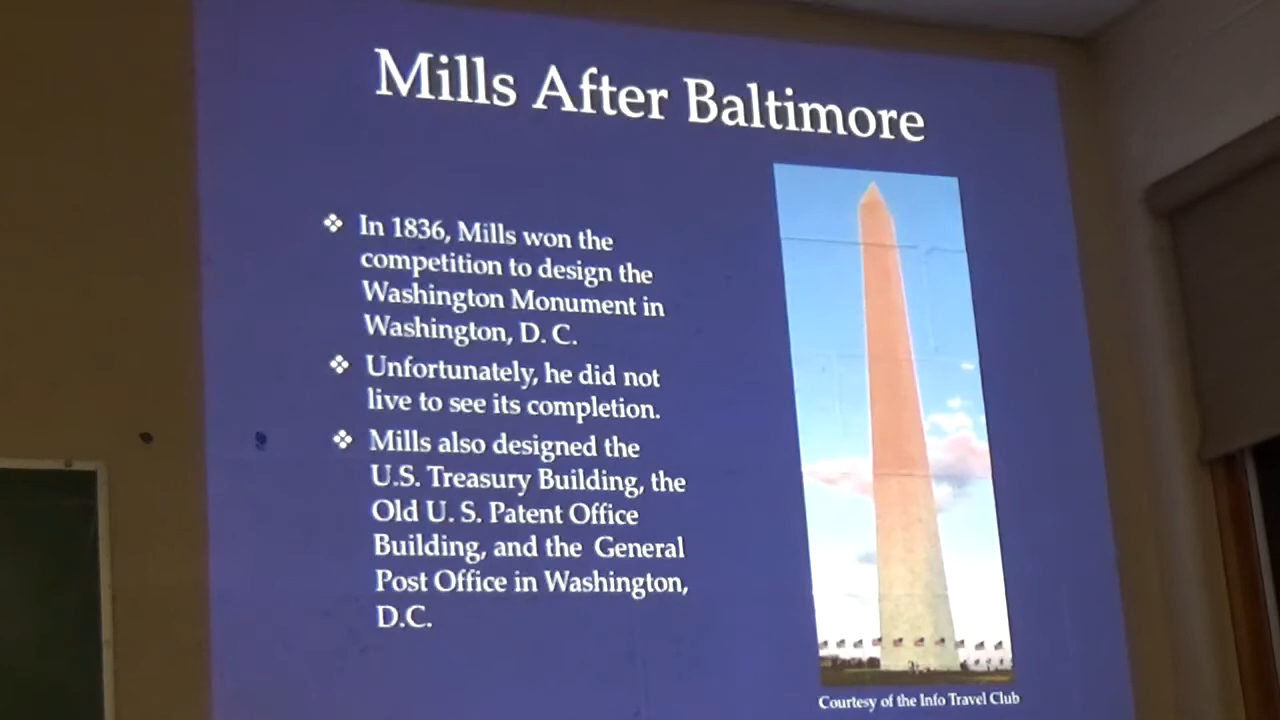 Mills After Baltimore
❖ In 1836, Mills won the
competition to design the
Washington Monument in
Washington, D. C.
❖ Unfortunately, he did not
live to see its completion.
❖ Mills also designed the
U.S. Treasury Building, the
Old U. S. Patent Office
Building, and the General
Post Office in Washington,
D.C.
Courtesy of the Info Travel Club